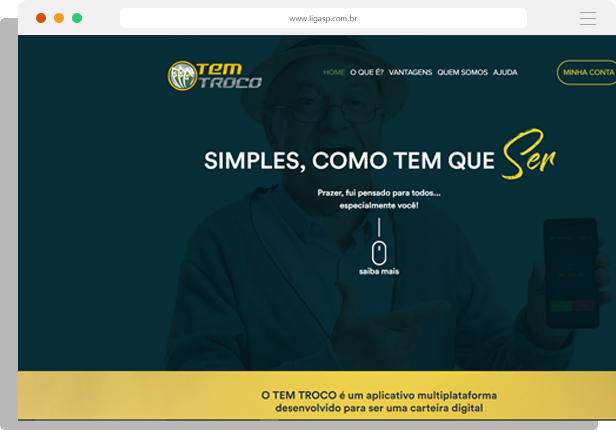 www.ligasp.com.br
TEM
TROCO
HOME O QUE É? VANTAGENS QUEM SOMOS AJUDA
MINHA CONTA
SIMPLES, COMO TEM QUE Ser
Prazer, fui pensado para todos...
especialmente você!
saiba mais
O TEM TROCO é um aplicativo multiplataforma
desenvolvido para ser uma carteira digital